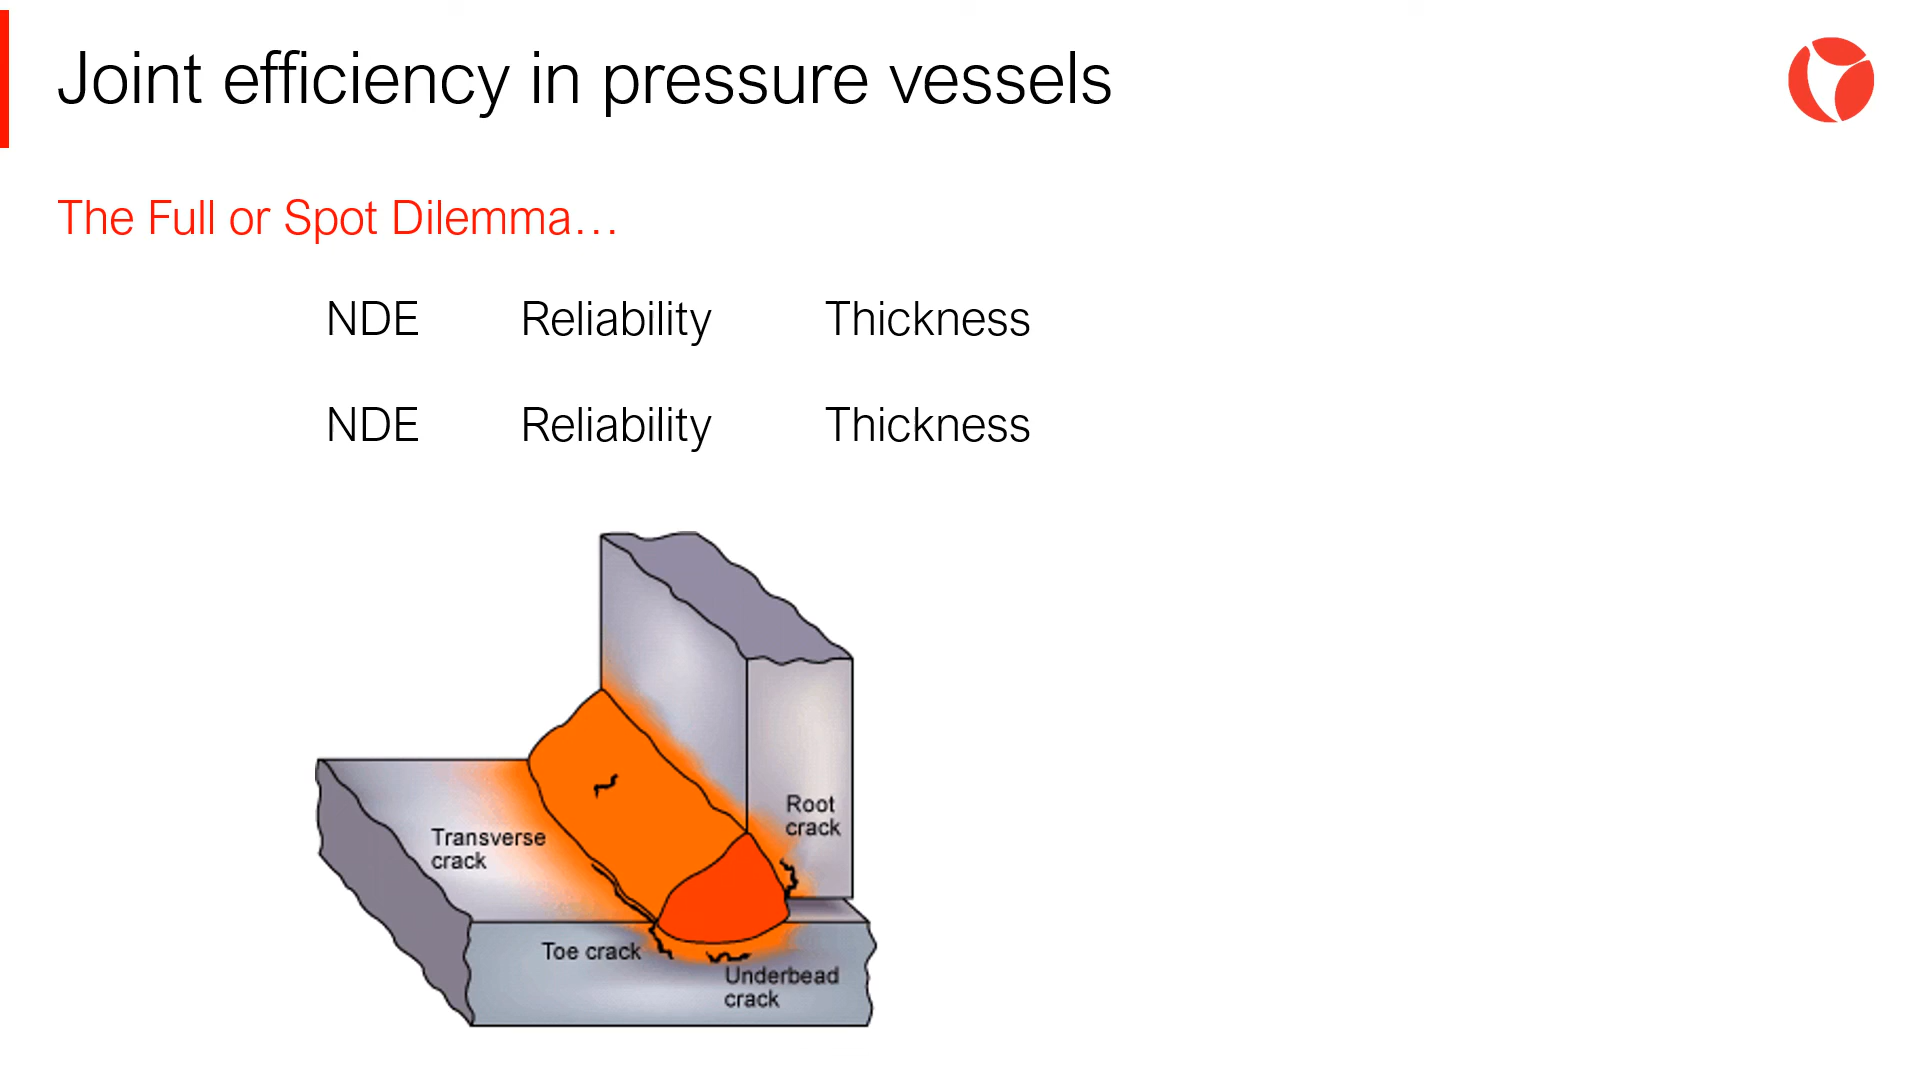 Joint efficiency in pressure vessels
The Full or Spot Dilemma...
NDE Reliability Thickness
NDE Reliability Thickness
Root
crack
Transverse
crack
Toe crack
Underbead
crack